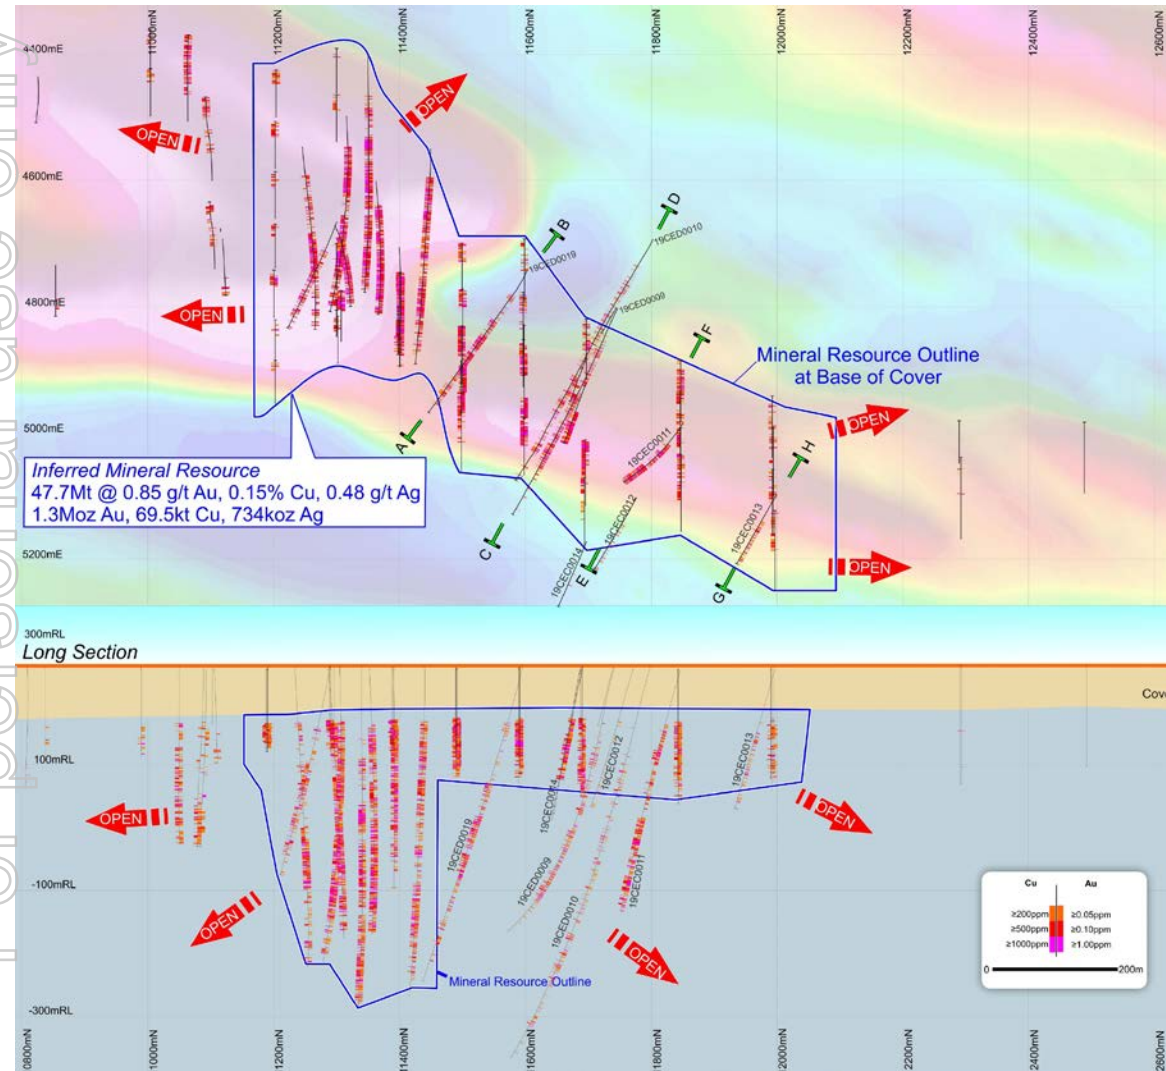 For personal use only
11000mN
11200mN
11400mN
11600mN
11800mN
12000mN
12200mN
12400mN
12600mN
4400mE
4600mE
4800mE
5000mE
5200mE
OPEN
OPEN
OPEN
OPEN
OPEN
A
B
C
D
E
F
G
H
19CED0019
19CED0010
19CED0009
19CEC0011
19CEC0012
19CEC0014
19CEC0013
Mineral Resource Outline
at Base of Cover
Inferred Mineral Resource
47.7Mt @ 0.85 g/t Au, 0.15% Cu, 0.48 g/t Ag
1.3Moz Au, 69.5kt Cu, 734koz Ag
300mRL
Long Section
Cove
100mRL
-100mRL
-300mRL
OPEN
OPEN
OPEN
OPEN
19CED0019
19CED0009
19CEC0014
19CEC0012
19CED0010
19CEC0011
19CEC0013
Mineral Resource Outline
Cu Au
≥200ppm ≥0.05ppm
≥500ppm ≥0.10ppm
≥1000ppm ≥1.00ppm
0 200m
10800mN
11000mN
11200mN
11400mN
11600mN
11800mN
12000mN
12200mN
12400mN
12600mN